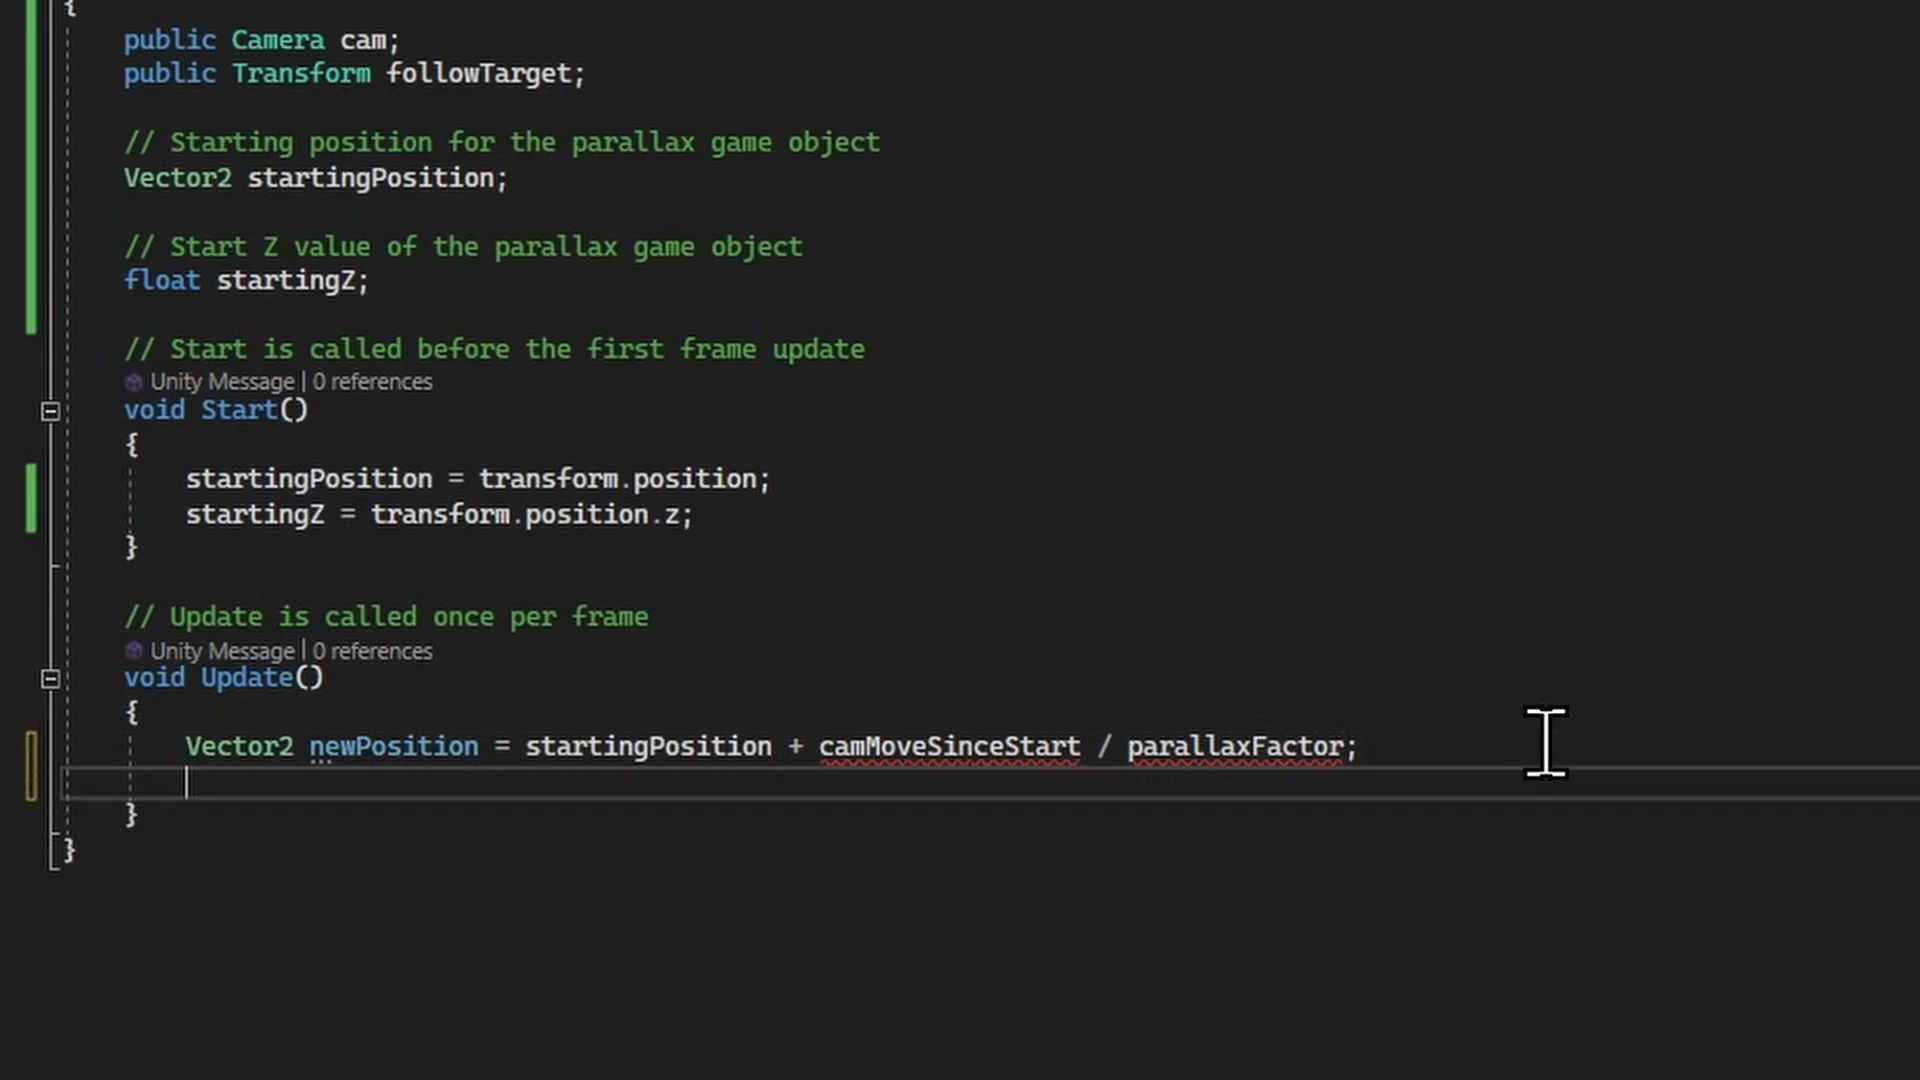 {
public Camera cam;
public Transform followTarget;
// Starting position for the parallax game object
Vector2 startingPosition;
// Start Z value of the parallax game object
float startingZ;
// Start is called before the first frame update
Unity Message | 0 references
void Start()
{
startingPosition = transform.position;
startingZ = transform.position.z;
}
// Update is called once per frame
Unity Message | 0 references
void Update()
{
Vector2 newPosition = startingPosition + camMoveSinceStart / parallaxFactor;
}
}